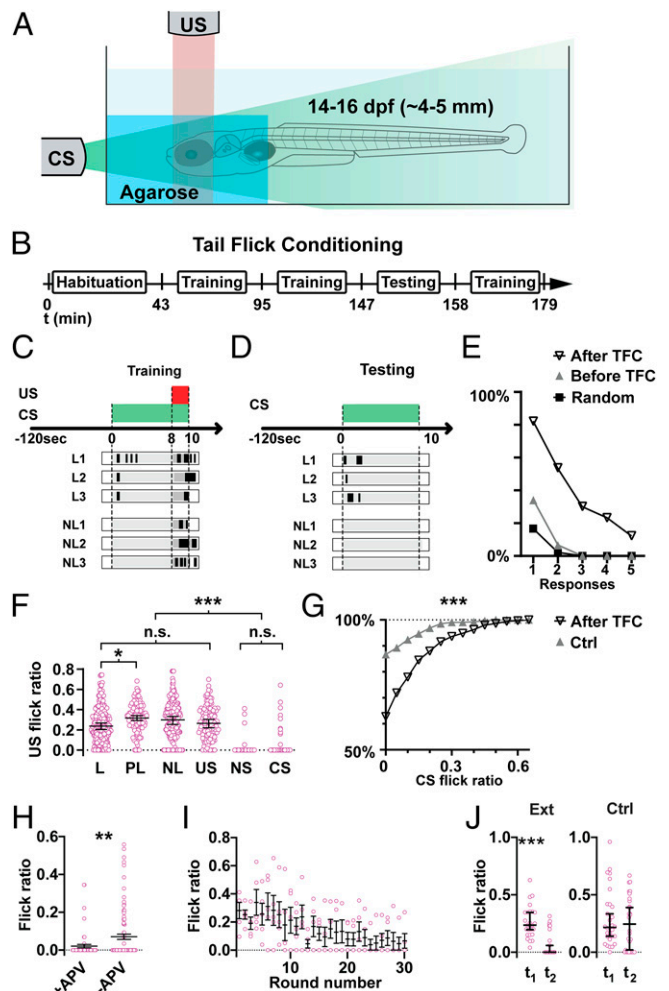 A
US
14-16 dpf (~4-5 mm)
CS
Agarose
B
Tail Flick Conditioning
Habituation Training Training Testing Training
0 43 95 147 158 179
t (min)
C
Training
US
CS
-120sec 0 8 10
L1
L2
L3
NL1
NL2
NL3
D
Testing
CS
-120sec 0 10
L1
L2
L3
NL1
NL2
NL3
E
After TFC
Before TFC
Random
100%
0%
1 2 3 4 5
Responses
F
***
n.s. n.s.
*
US flick ratio
0.8
0.6
0.4
0.2
0.0
L PL NL US NS CS
G
***
After TFC
Ctrl
100%
50%
0 0.3 0.6
CS flick ratio
H
**
Flick ratio
0.6
0.4
0.2
0.0
+APV -APV
I
Flick ratio
0.8
0.6
0.4
0.2
0.0
10 20 30
Round number
J
Ext Ctrl
***
Flick ratio
1.0
0.5
0.0
t1 t2
1.0
0.5
0.0
t1 t2